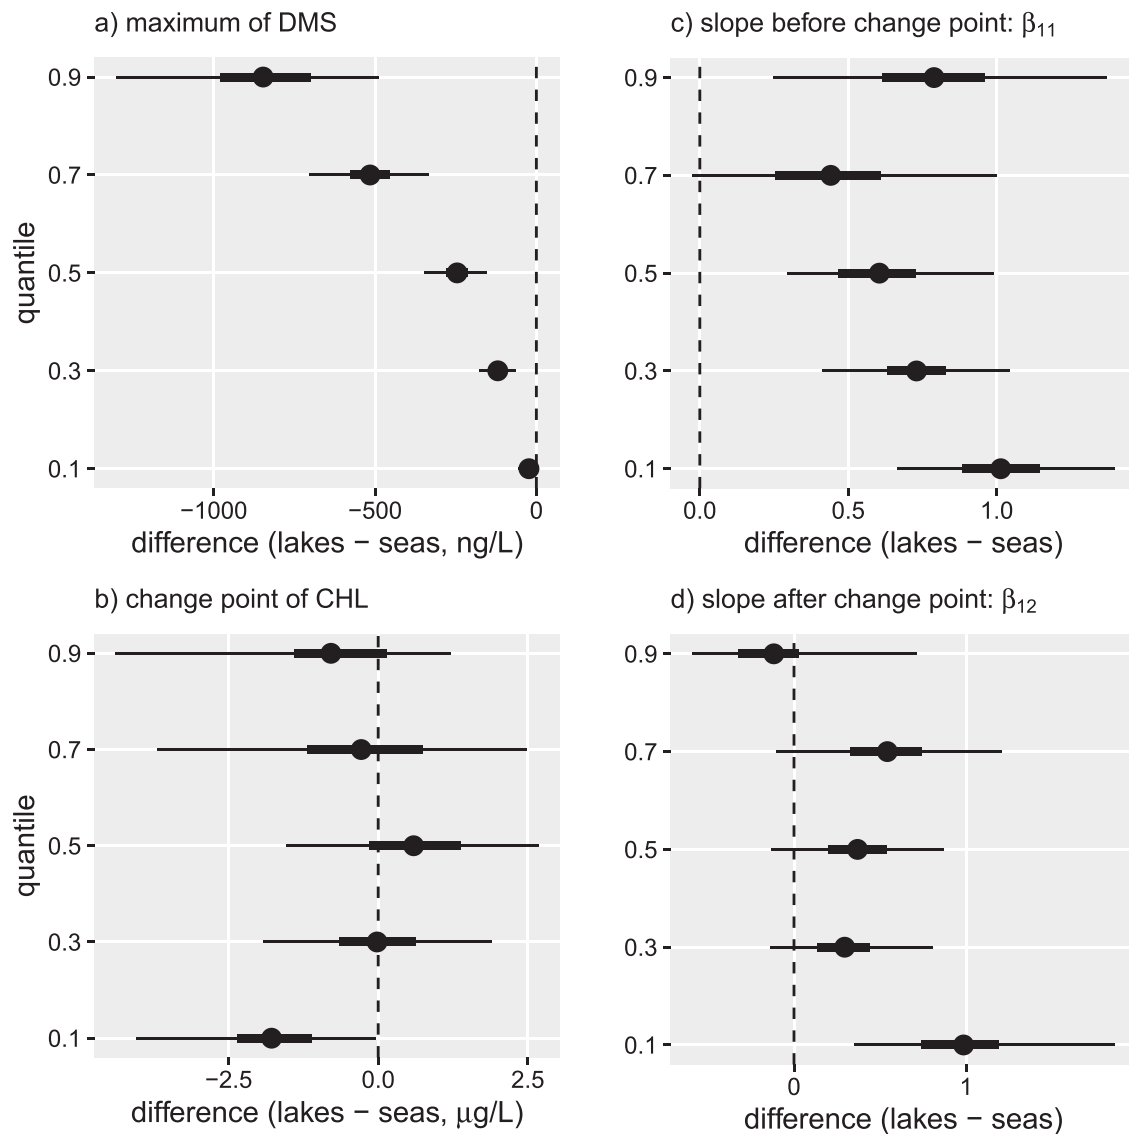 a) maximum of DMS
quantile
0.9
0.7
0.5
0.3
0.1
−1000 −500 0
difference (lakes − seas, ng/L)
c) slope before change point: β₁₁
0.9
0.7
0.5
0.3
0.1
0.0 0.5 1.0
difference (lakes − seas)
b) change point of CHL
quantile
0.9
0.7
0.5
0.3
0.1
−2.5 0.0 2.5
difference (lakes − seas, μg/L)
d) slope after change point: β₁₂
0.9
0.7
0.5
0.3
0.1
0 1
difference (lakes − seas)